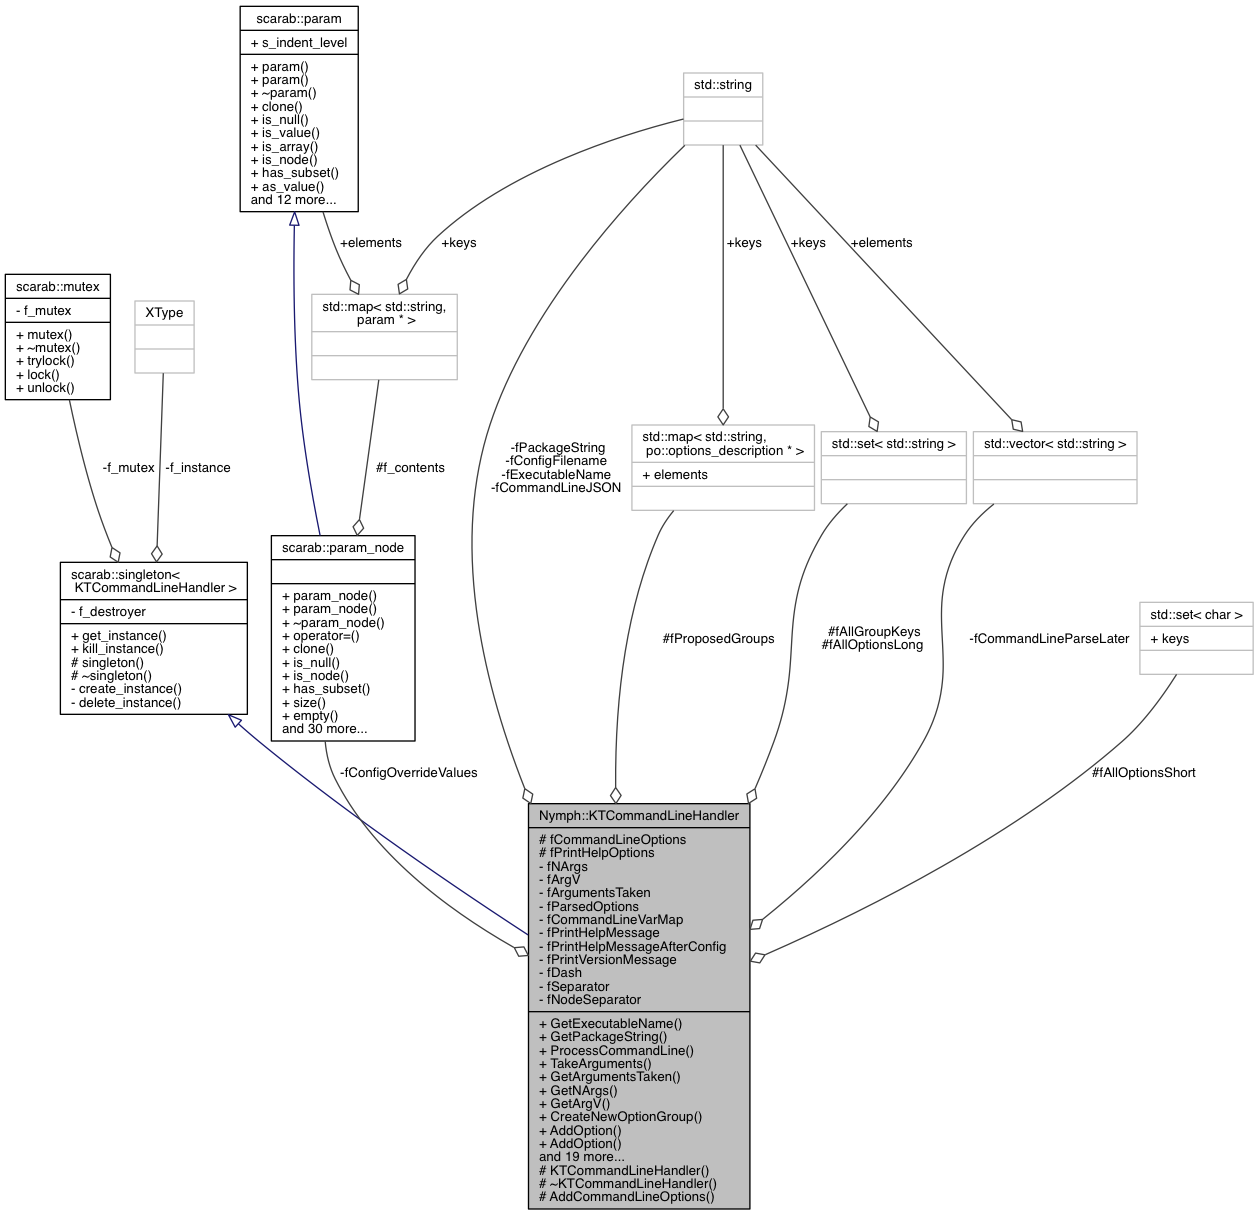 scarab::param
+ s_indent_level
+ param()
+ param()
+ ~param()
+ clone()
+ is_null()
+ is_value()
+ is_array()
+ is_node()
+ has_subset()
+ as_value()
and 12 more...
std::string
+elements
+keys
+keys
+keys
+elements
scarab::mutex
- f_mutex
+ mutex()
+ ~mutex()
+ trylock()
+ lock()
+ unlock()
XType
std::map< std::string,
param * >
-f_mutex
-f_instance
#f_contents
-fPackageString
-fConfigFilename
-fExecutableName
-fCommandLineJSON
std::map< std::string,
po::options_description * >
+ elements
std::set< std::string >
std::vector< std::string >
scarab::singleton<
KTCommandLineHandler >
- f_destroyer
+ get_instance()
+ kill_instance()
# singleton()
# ~singleton()
- create_instance()
- delete_instance()
scarab::param_node
+ param_node()
+ param_node()
+ ~param_node()
+ operator=()
+ clone()
+ is_null()
+ is_node()
+ has_subset()
+ size()
+ empty()
and 30 more...
#fProposedGroups
#fAllGroupKeys
#fAllOptionsLong
-fCommandLineParseLater
std::set< char >
+ keys
-fConfigOverrideValues
#fAllOptionsShort
Nymph::KTCommandLineHandler
# fCommandLineOptions
# fPrintHelpOptions
- fNArgs
- fArgV
- fArgumentsTaken
- fParsedOptions
- fCommandLineVarMap
- fPrintHelpMessage
- fPrintHelpMessageAfterConfig
- fPrintVersionMessage
- fDash
- fSeparator
- fNodeSeparator
+ GetExecutableName()
+ GetPackageString()
+ ProcessCommandLine()
+ TakeArguments()
+ GetArgumentsTaken()
+ GetNArgs()
+ GetArgV()
+ CreateNewOptionGroup()
+ AddOption()
+ AddOption()
and 19 more...
# KTCommandLineHandler()
# ~KTCommandLineHandler()
# AddCommandLineOptions()